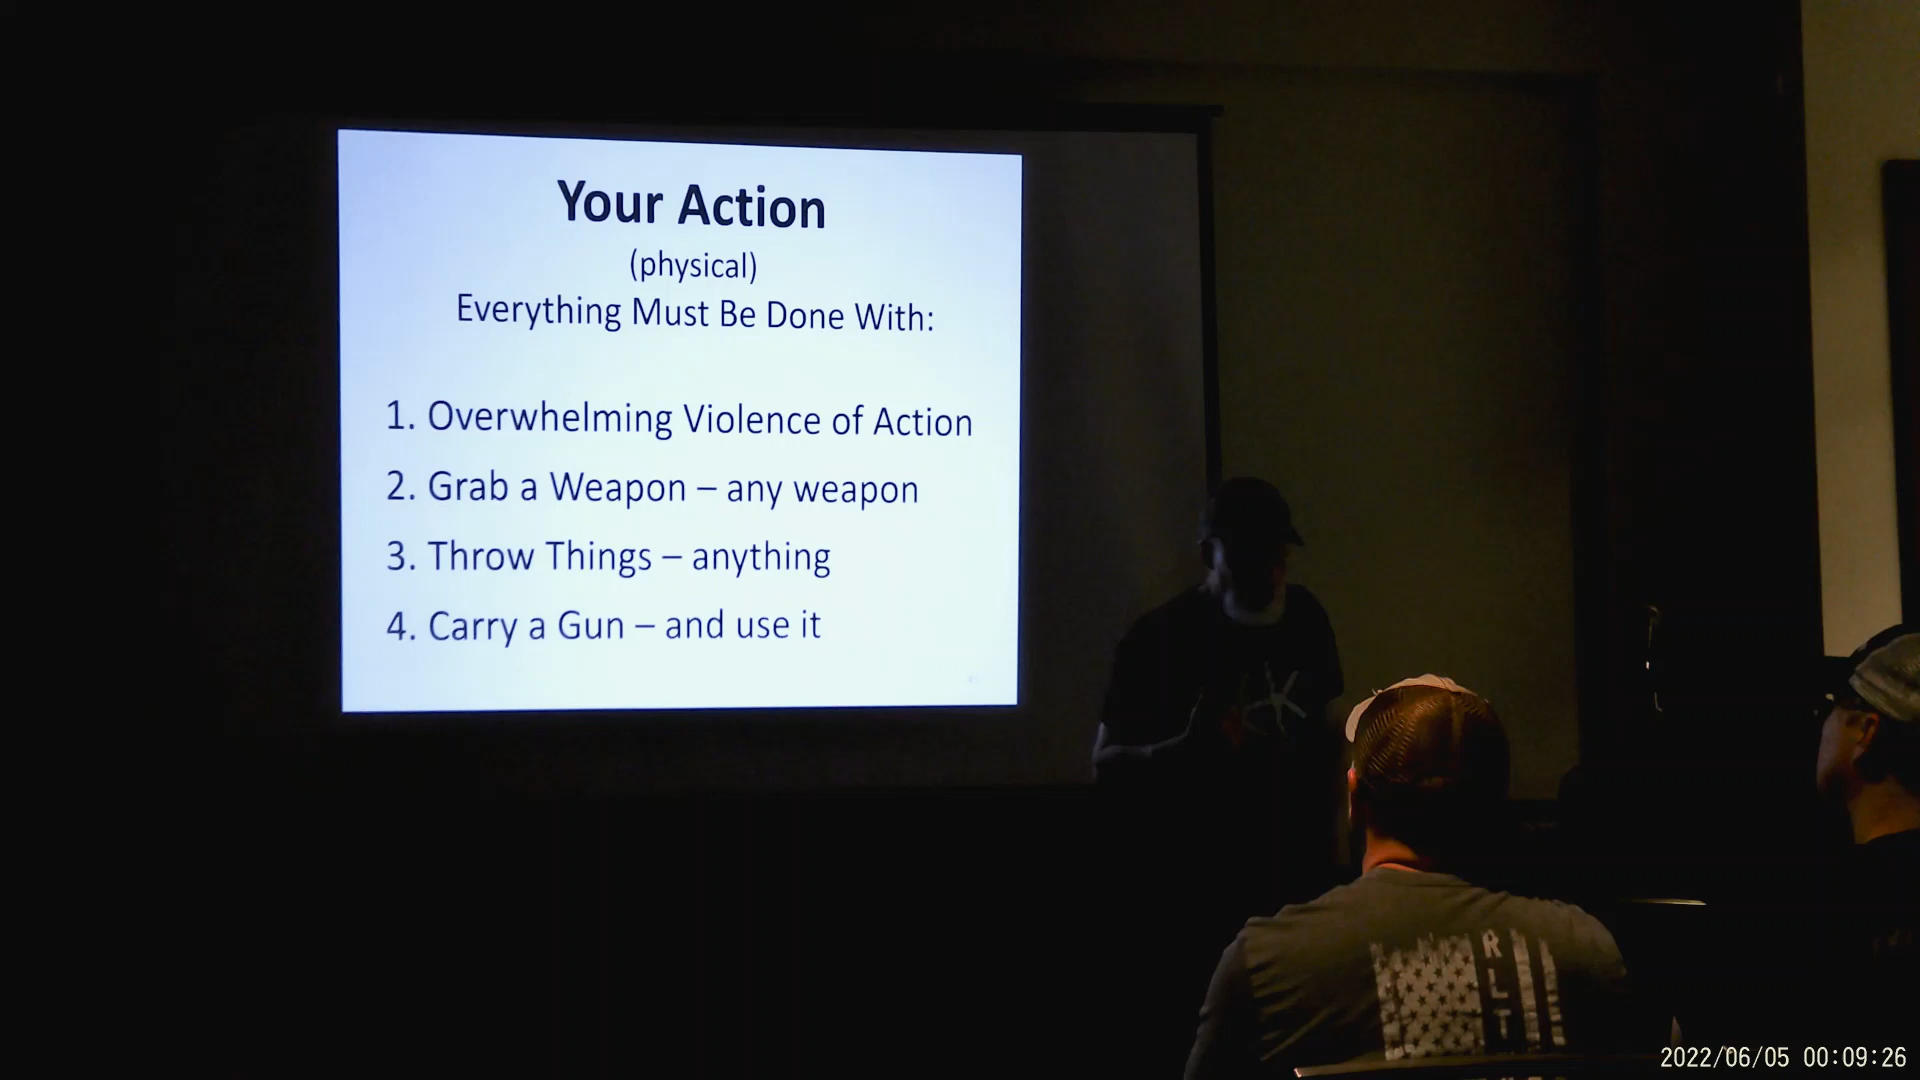 Your Action
(physical)
Everything Must Be Done With:
1. Overwhelming Violence of Action
2. Grab a Weapon – any weapon
3. Throw Things – anything
4. Carry a Gun – and use it
R
L
T
2022/06/05 00:09:26